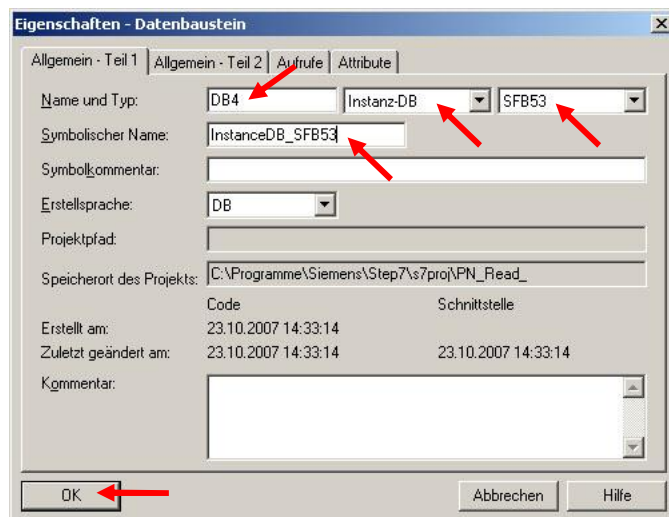 Eigenschaften - Datenbaustein
Allgemein - Teil 1 Allgemein - Teil 2 Aufrufe Attribute
Name und Typ: DB4 Instanz-DB SFB53
Symbolischer Name: InstanceDB_SFB53
Symbolkommentar:
Erstellsprache: DB
Projektpfad:
Speicherort des Projekts: C:\Programme\Siemens\Step7\s7proj\PN_Read_
Code Schnittstelle
Erstellt am: 23.10.2007 14:33:14
Zuletzt geändert am: 23.10.2007 14:33:14 23.10.2007 14:33:14
Kommentar:
OK Abbrechen Hilfe